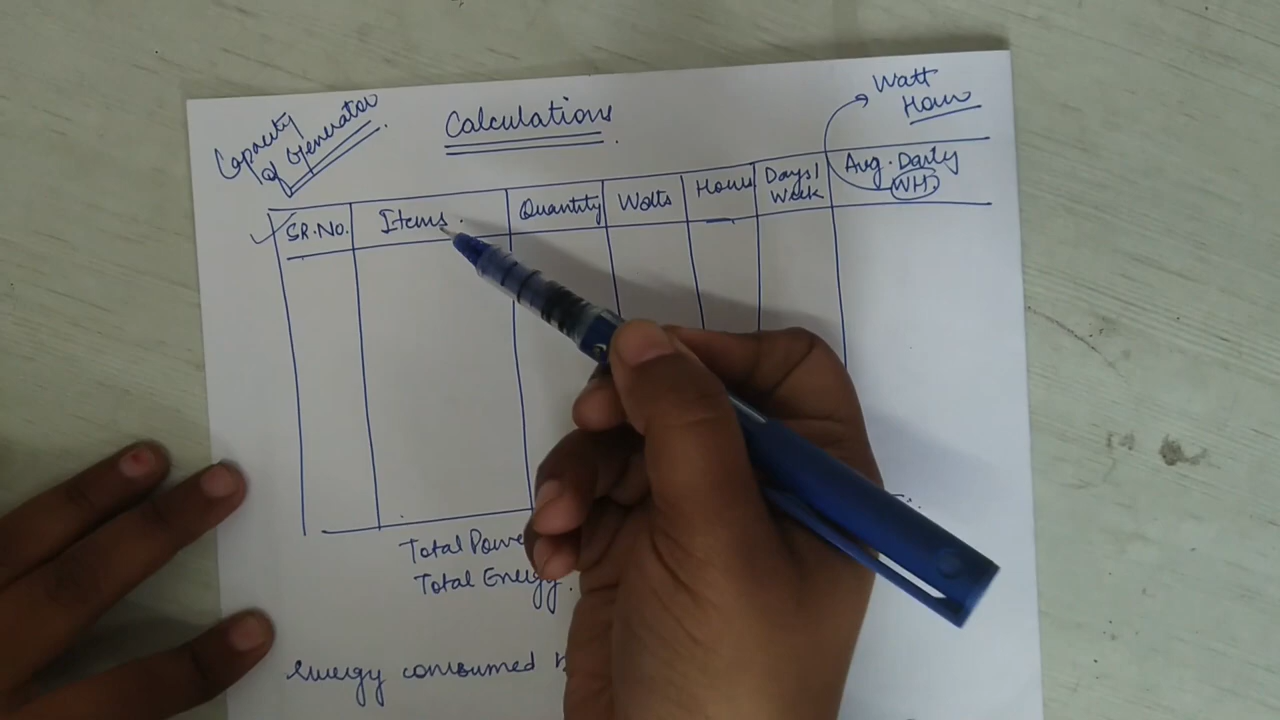 Capacity
of Generator
Calculations
Watt
Hour
SR.No.
Items.
Quantity
Watts
Hours
Days/
Week
Avg. Daily
WH.
Total Power
Total Energy.
energy consumed